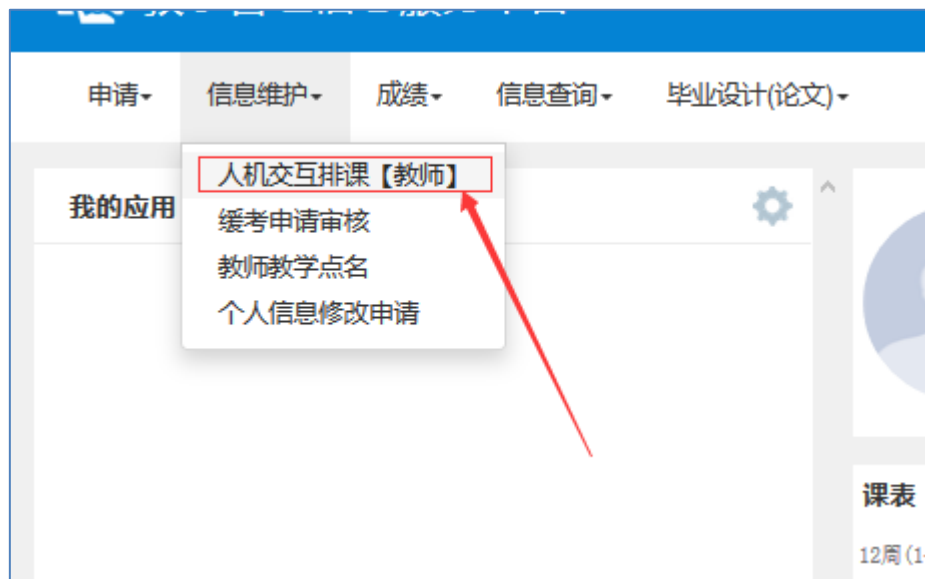 申请 信息维护 成绩 信息查询 毕业设计(论文)
人机交互排课【教师】
我的应用
缓考申请审核
教师教学点名
个人信息修改申请
课表
12周(1-